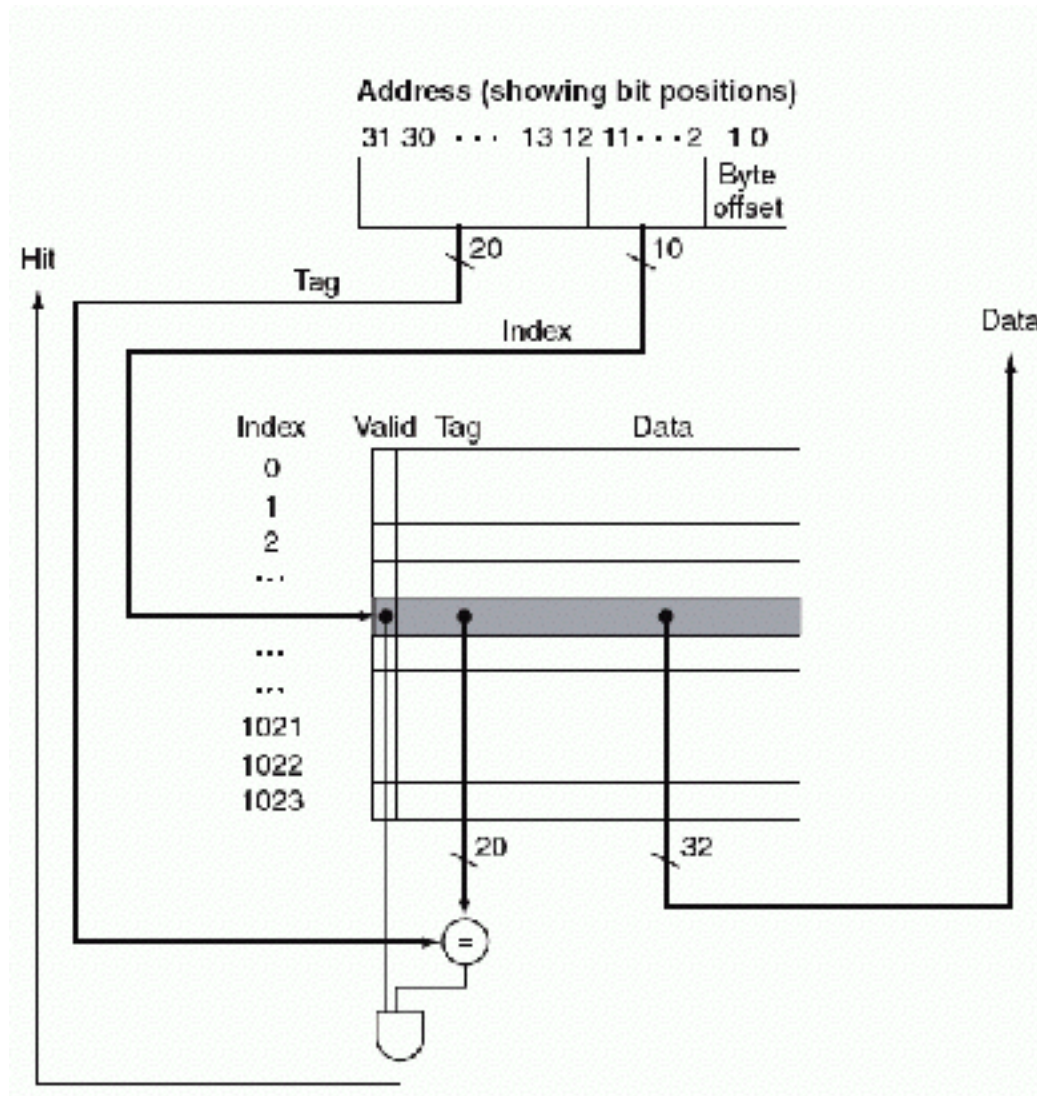 Address (showing bit positions)
31 30 · · · 13 12 11 · · · 2 1 0
Byte
offset
20
10
Hit
Tag
Index
Data
Index Valid Tag Data
0
1
2
...
...
...
1021
1022
1023
20
32
=